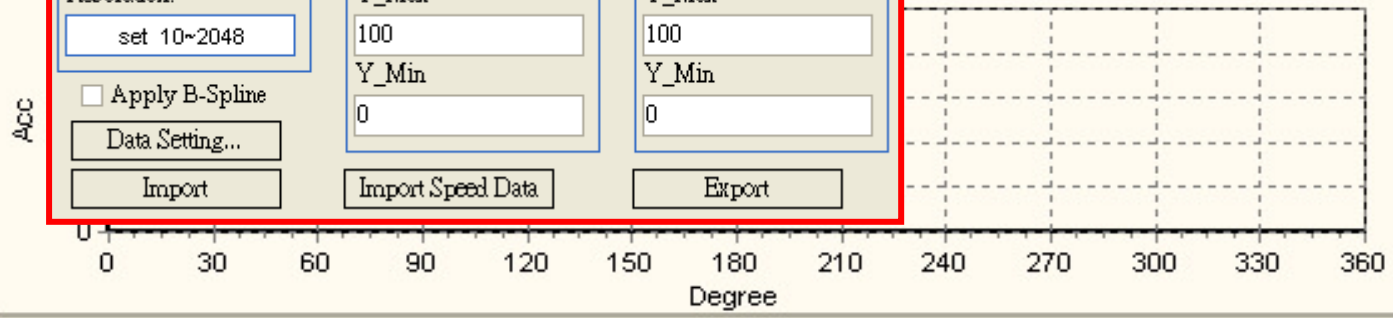 set 10~2048
Apply B-Spline
Data Setting...
Import
100
Y_Min
0
Import Speed Data
100
Y_Min
0
Export
Acc
0
0 30 60 90 120 150 180 210 240 270 300 330 360
Degree